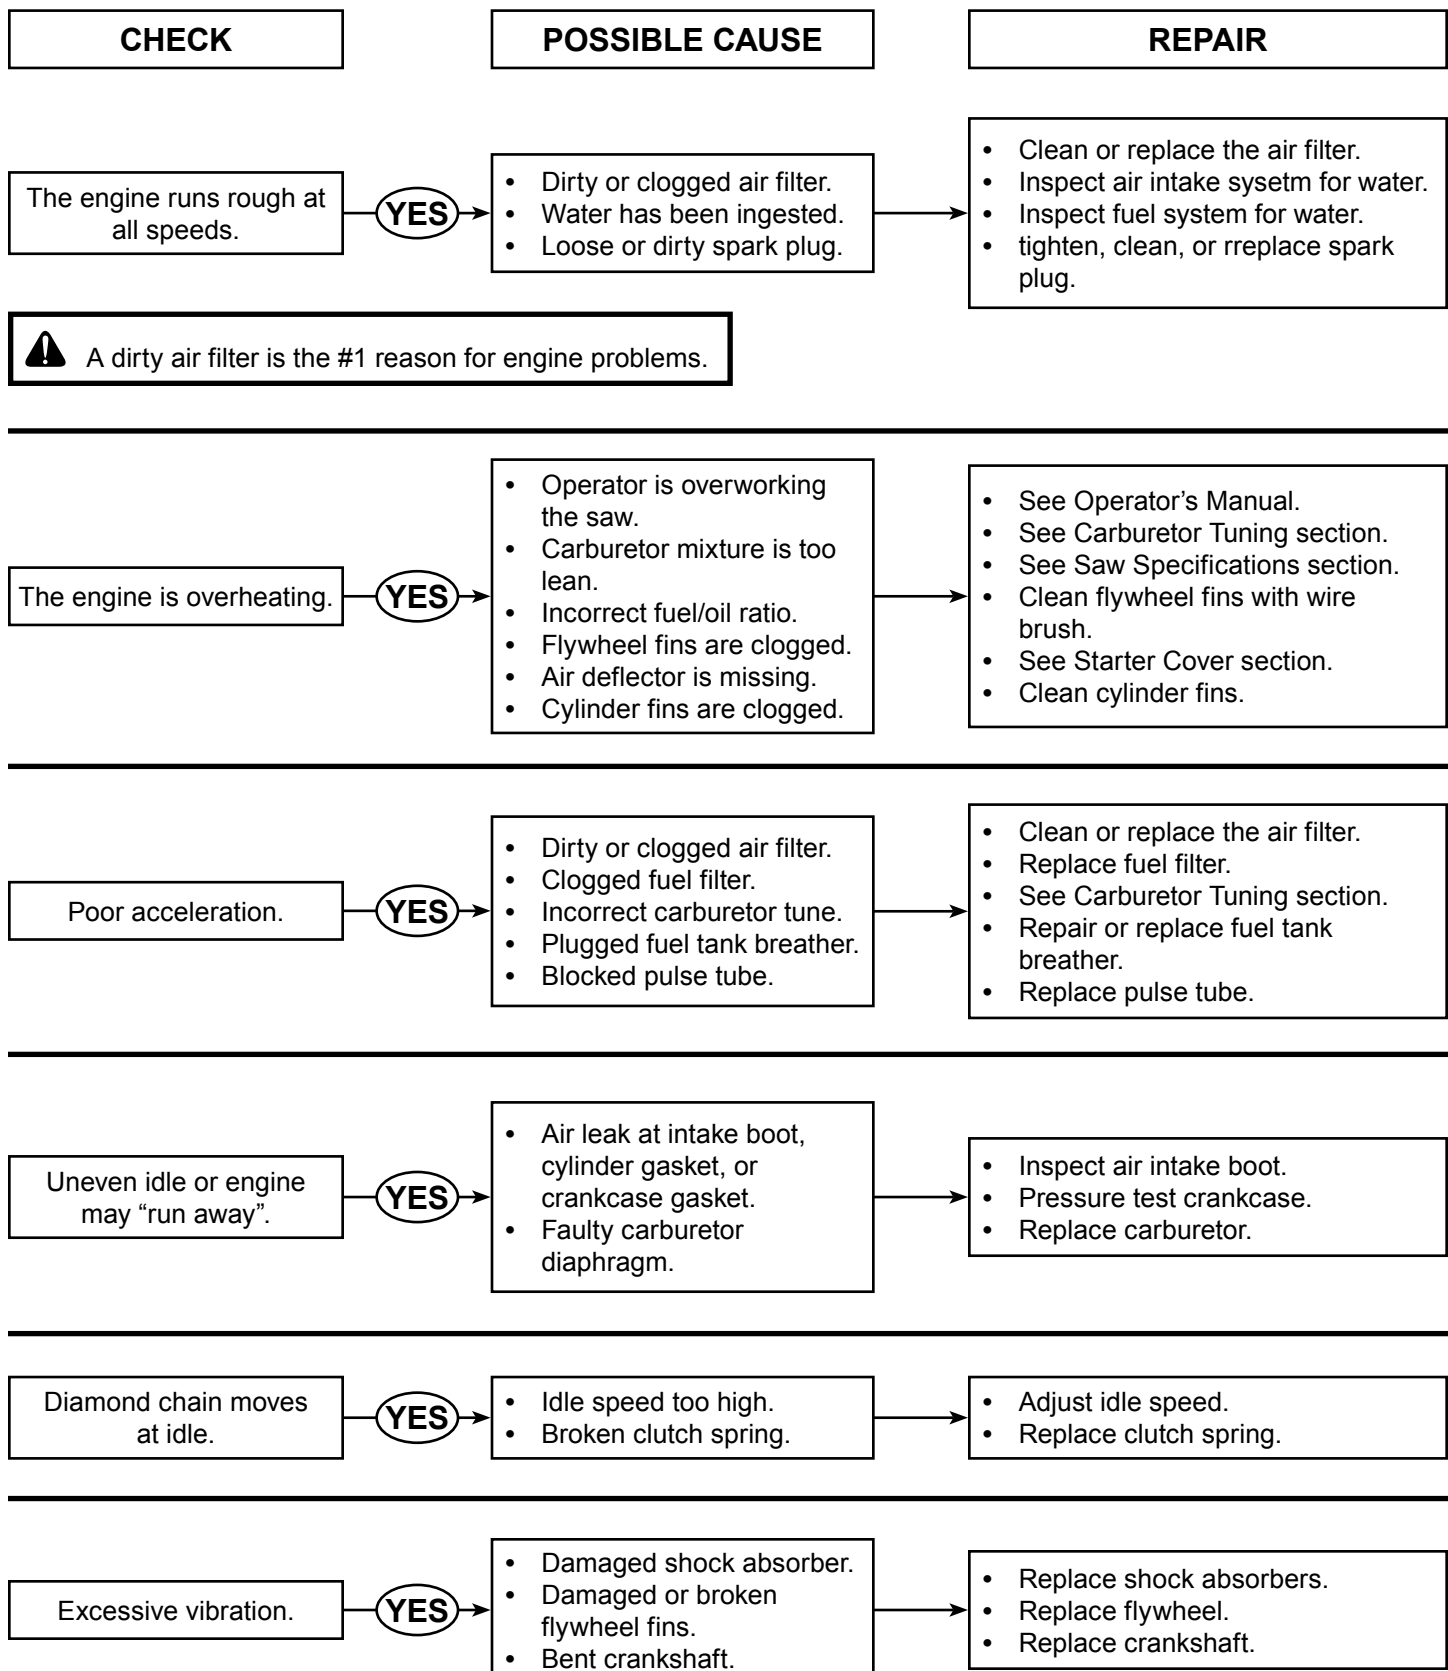 CHECK
POSSIBLE CAUSE
REPAIR
The engine runs rough at
all speeds.
YES
• Dirty or clogged air filter.
• Water has been ingested.
• Loose or dirty spark plug.
• Clean or replace the air filter.
• Inspect air intake sysetm for water.
• Inspect fuel system for water.
• tighten, clean, or rreplace spark
plug.
A dirty air filter is the #1 reason for engine problems.
The engine is overheating.
YES
• Operator is overworking
the saw.
• Carburetor mixture is too
lean.
• Incorrect fuel/oil ratio.
• Flywheel fins are clogged.
• Air deflector is missing.
• Cylinder fins are clogged.
• See Operator’s Manual.
• See Carburetor Tuning section.
• See Saw Specifications section.
• Clean flywheel fins with wire
brush.
• See Starter Cover section.
• Clean cylinder fins.
Poor acceleration.
YES
• Dirty or clogged air filter.
• Clogged fuel filter.
• Incorrect carburetor tune.
• Plugged fuel tank breather.
• Blocked pulse tube.
• Clean or replace the air filter.
• Replace fuel filter.
• See Carburetor Tuning section.
• Repair or replace fuel tank
breather.
• Replace pulse tube.
Uneven idle or engine
may “run away”.
YES
• Air leak at intake boot,
cylinder gasket, or
crankcase gasket.
• Faulty carburetor
diaphragm.
• Inspect air intake boot.
• Pressure test crankcase.
• Replace carburetor.
Diamond chain moves
at idle.
YES
• Idle speed too high.
• Broken clutch spring.
• Adjust idle speed.
• Replace clutch spring.
Excessive vibration.
YES
• Damaged shock absorber.
• Damaged or broken
flywheel fins.
• Bent crankshaft.
• Replace shock absorbers.
• Replace flywheel.
• Replace crankshaft.